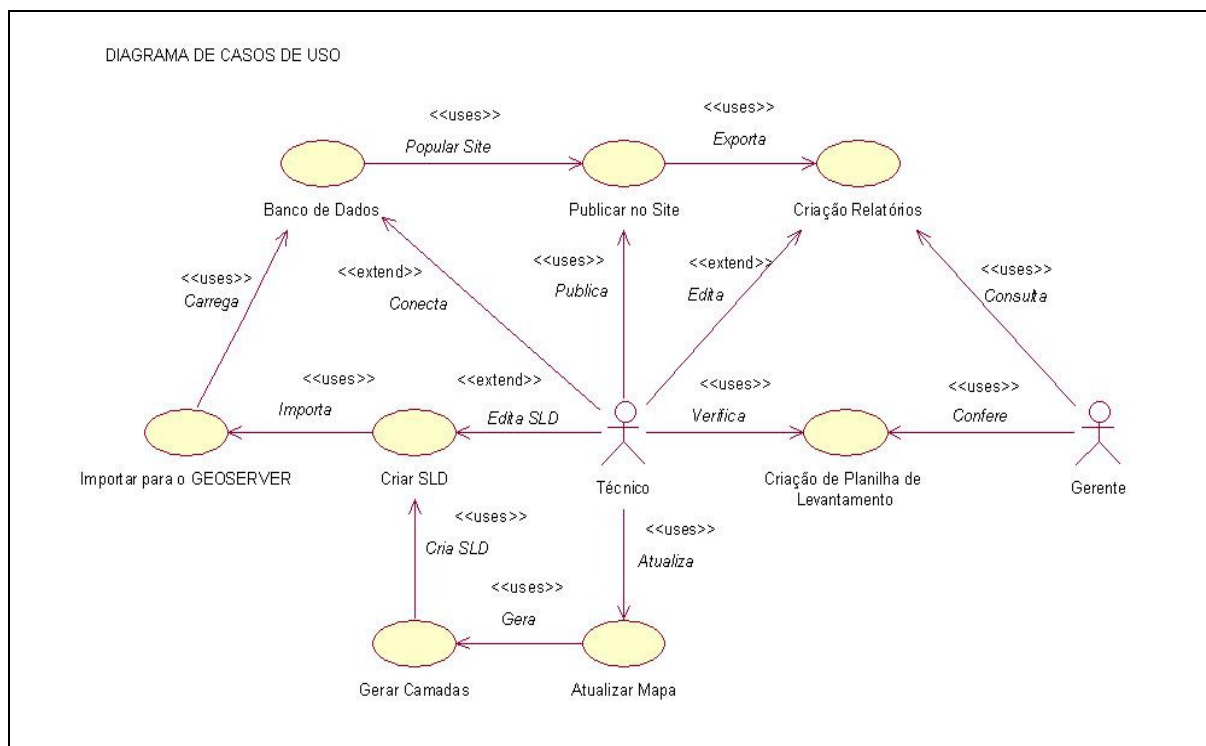 DIAGRAMA DE CASOS DE USO
<<uses>>
Popular Site
<<uses>>
Exporta
Banco de Dados
Publicar no Site
Criação Relatórios
<<uses>>
Carrega
<<extend>>
Conecta
<<uses>>
Publica
<<extend>>
Edita
<<uses>>
Consulta
<<uses>>
Importa
<<extend>>
Edita SLD
<<uses>>
Verifica
<<uses>>
Confere
Importar para o GEOSERVER
Criar SLD
Técnico
Criação de Planilha de
Levantamento
Gerente
<<uses>>
Cria SLD
<<uses>>
Atualiza
<<uses>>
Gera
Gerar Camadas
Atualizar Mapa